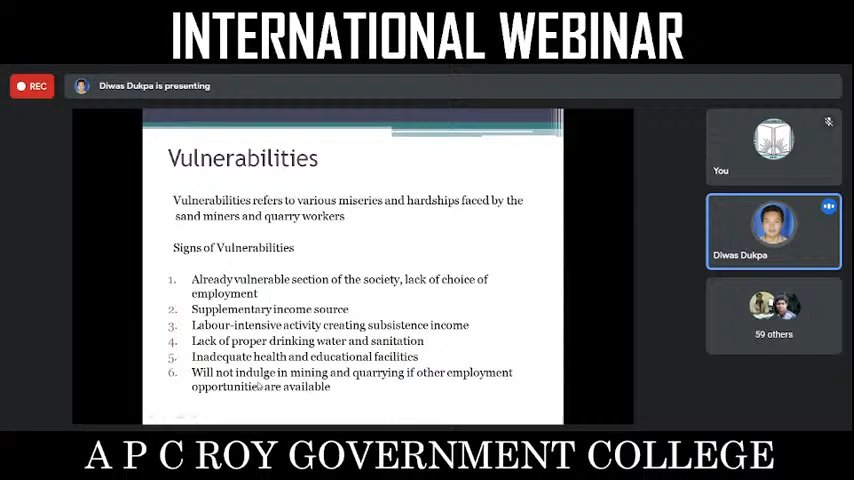 INTERNATIONAL WEBINAR
REC
Diwas Dukpa is presenting
Vulnerabilities
Vulnerabilities refers to various miseries and hardships faced by the
sand miners and quarry workers
Signs of Vulnerabilities
1. Already vulnerable section of the society, lack of choice of
employment
2. Supplementary income source
3. Labour-intensive activity creating subsistence income
4. Lack of proper drinking water and sanitation
5. Inadequate health and educational facilities
6. Will not indulge in mining and quarrying if other employment
opportunities are available
You
Diwas Dukpa
59 others
A P C ROY GOVERNMENT COLLEGE